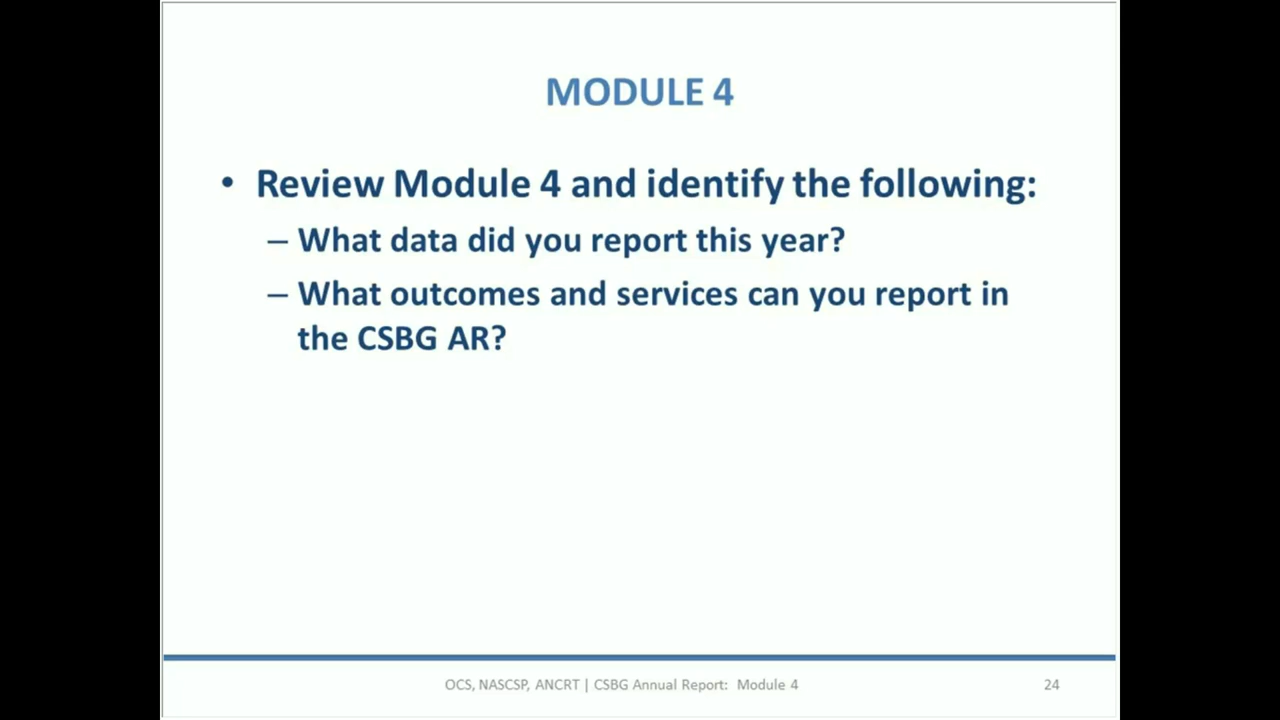 MODULE 4
• Review Module 4 and identify the following:
– What data did you report this year?
– What outcomes and services can you report in
the CSBG AR?
OCS, NASCSP, ANCRT | CSBG Annual Report: Module 4
24